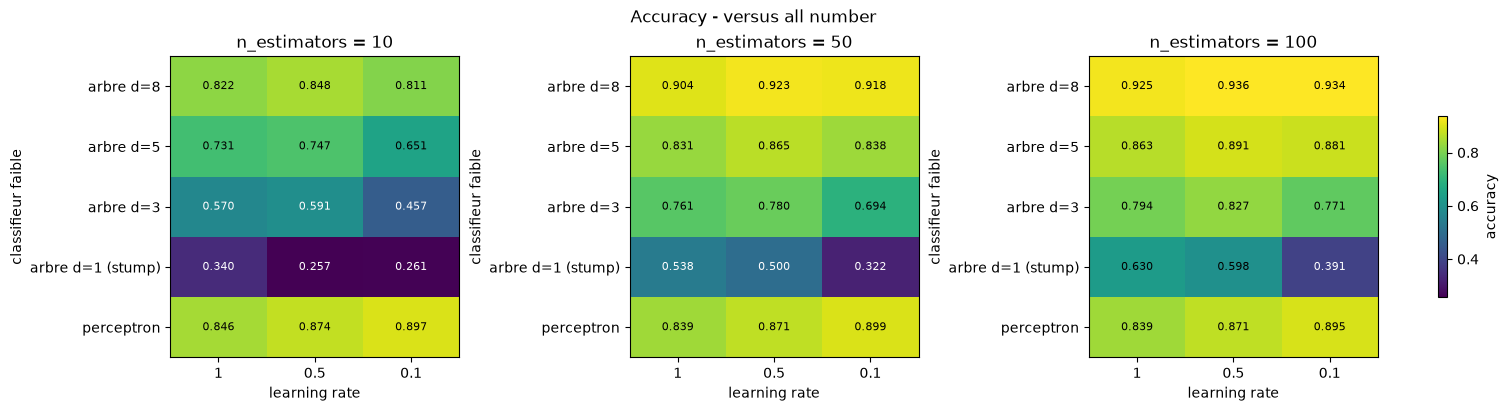 Accuracy - versus all number
n_estimators = 10
classifieur faible
arbre d=8 0.822 0.848 0.811
arbre d=5 0.731 0.747 0.651
arbre d=3 0.570 0.591 0.457
arbre d=1 (stump) 0.340 0.257 0.261
perceptron 0.846 0.874 0.897
1 0.5 0.1
learning rate
n_estimators = 50
classifieur faible
arbre d=8 0.904 0.923 0.918
arbre d=5 0.831 0.865 0.838
arbre d=3 0.761 0.780 0.694
arbre d=1 (stump) 0.538 0.500 0.322
perceptron 0.839 0.871 0.899
1 0.5 0.1
learning rate
n_estimators = 100
classifieur faible
arbre d=8 0.925 0.936 0.934
arbre d=5 0.863 0.891 0.881
arbre d=3 0.794 0.827 0.771
arbre d=1 (stump) 0.630 0.598 0.391
perceptron 0.839 0.871 0.895
1 0.5 0.1
learning rate
0.8
0.6
0.4
accuracy